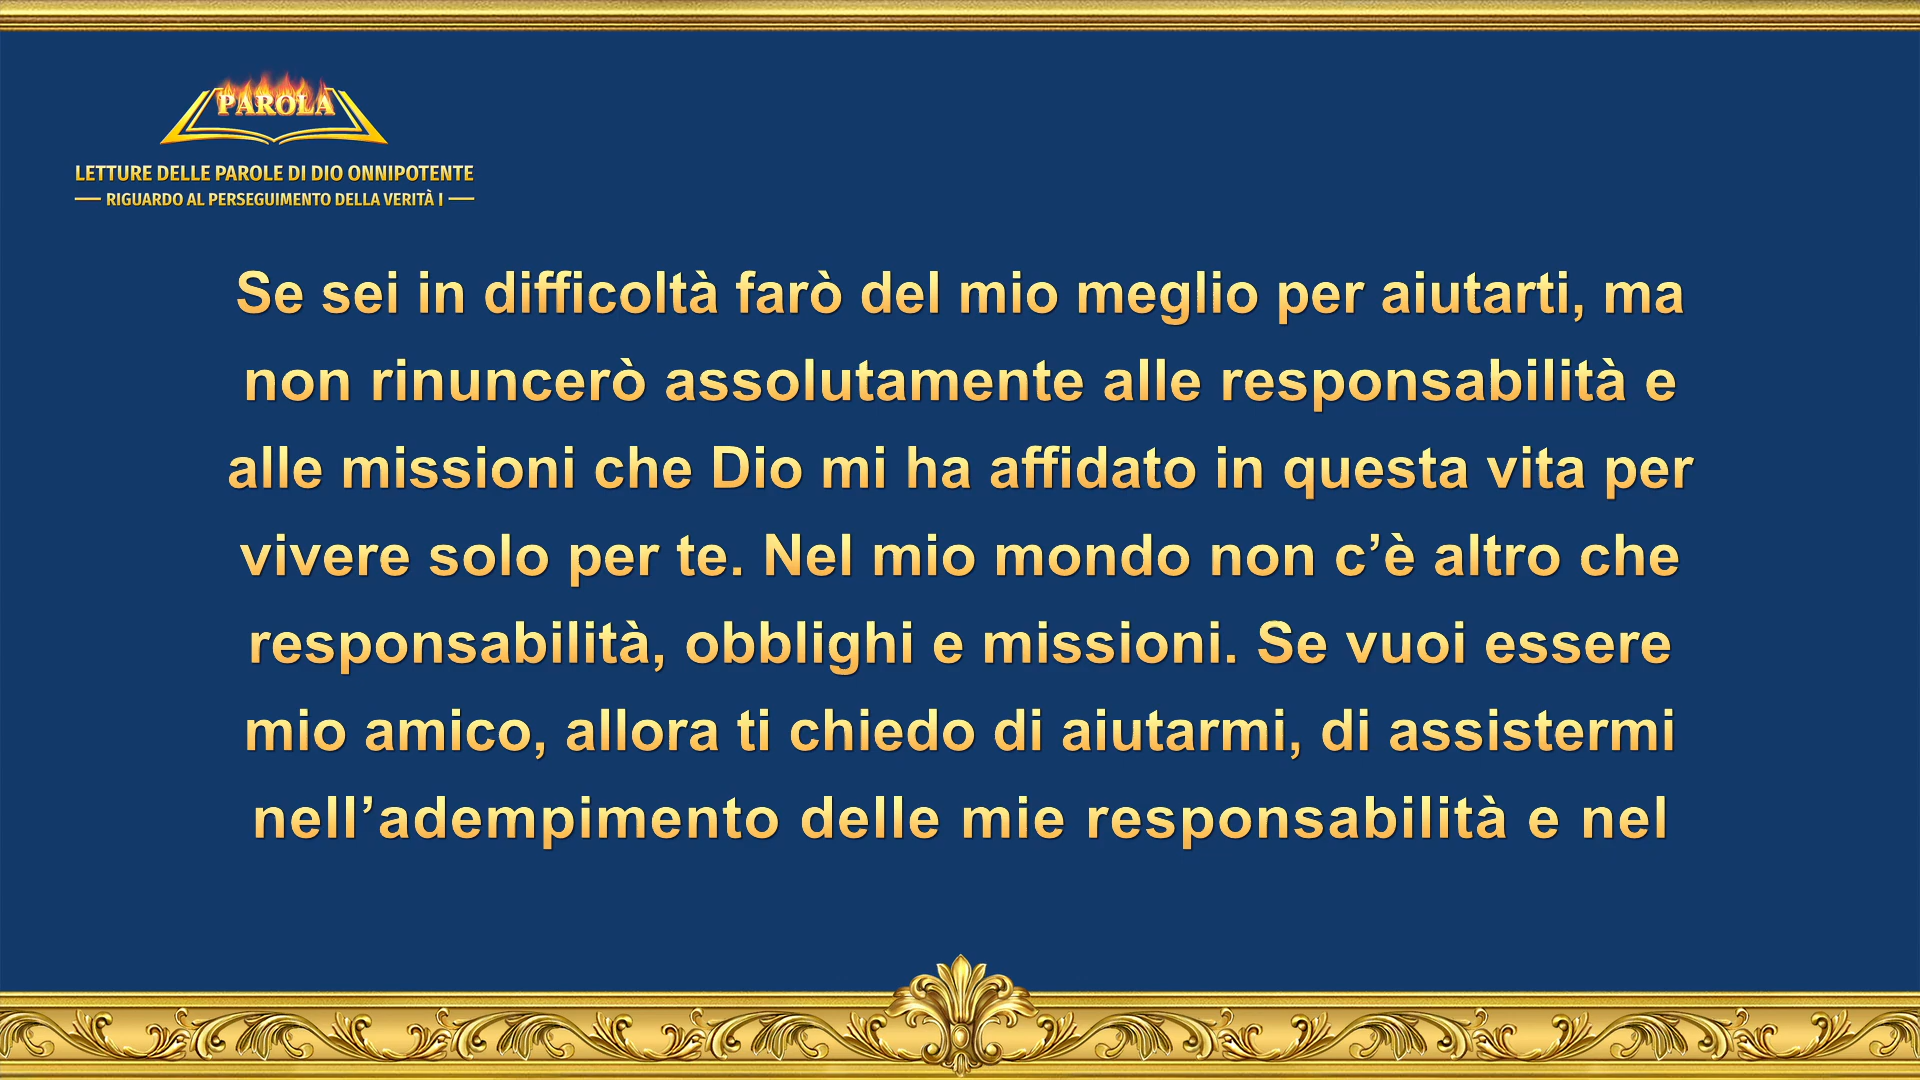 PAROLA
LETTURE DELLE PAROLE DI DIO ONNIPOTENTE
RIGUARDO AL PERSEGUIMENTO DELLA VERITÀ I
Se sei in difficoltà farò del mio meglio per aiutarti, ma
non rinuncerò assolutamente alle responsabilità e
alle missioni che Dio mi ha affidato in questa vita per
vivere solo per te. Nel mio mondo non c’è altro che
responsabilità, obblighi e missioni. Se vuoi essere
mio amico, allora ti chiedo di aiutarmi, di assistermi
nell’adempimento delle mie responsabilità e nel